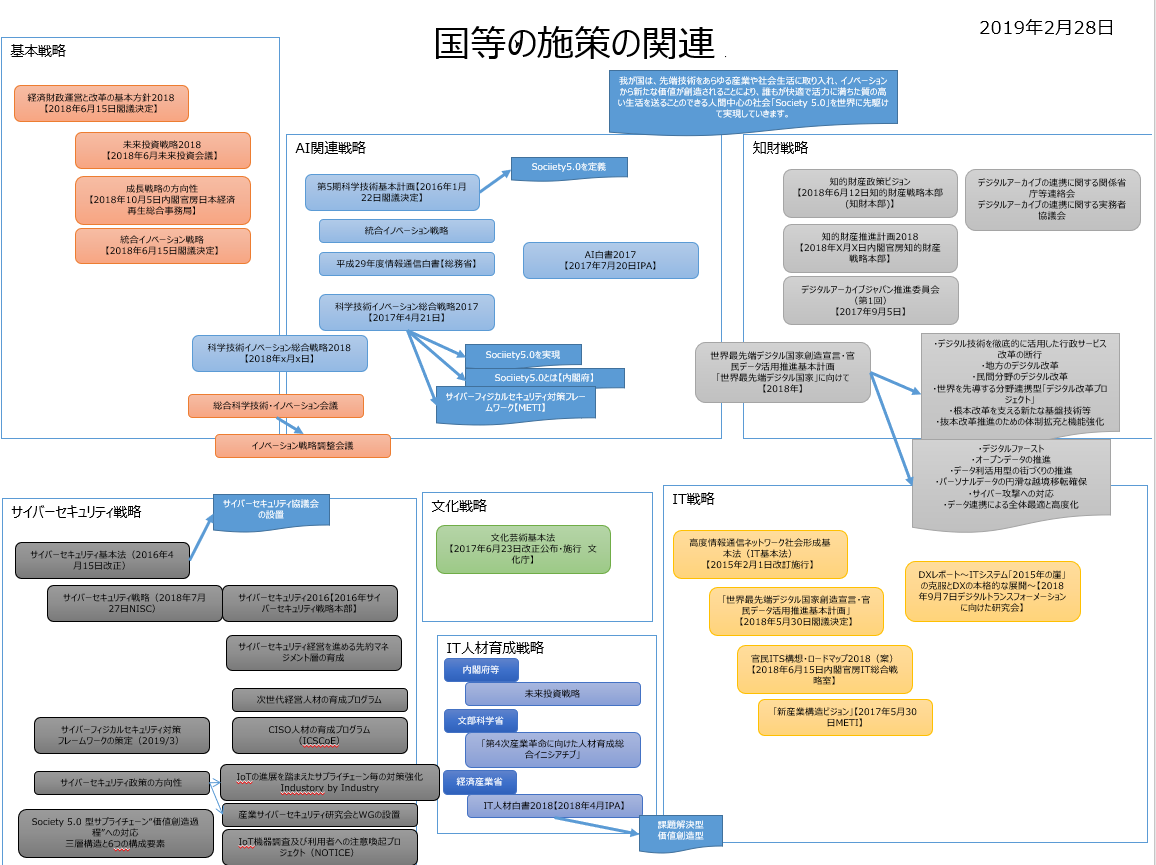 国等の施策の関連
2019年2月28日
我が国は、先端技術をあらゆる産業や社会生活に取り入れ、イノベーション
から新たな価値が創造されることにより、誰もが快適で活力に満ちた質の高
い生活を送ることのできる人間中心の社会「Society 5.0」を世界に先駆け
て実現していきます。
基本戦略
経済財政運営と改革の基本方針2018
【2018年6月15日閣議決定】
未来投資戦略2018
【2018年6月未来投資会議】
成長戦略の方向性
【2018年10月5日内閣官房日本経済
再生総合事務局】
統合イノベーション戦略
【2018年6月15日閣議決定】
科学技術イノベーション総合戦略2018
【2018年x月x日】
総合科学技術・イノベーション会議
イノベーション戦略調整会議
AI関連戦略
第5期科学技術基本計画【2016年1月
22日閣議決定】
Sociiety5.0を定義
統合イノベーション戦略
平成29年度情報通信白書【総務省】
AI白書2017
【2017年7月20日IPA】
科学技術イノベーション総合戦略2017
【2017年4月21日】
Sociiety5.0を実現
Sociiety5.0とは【内閣府】
サイバーフィジカルセキュリティ対策フレー
ムワーク【METI】
知財戦略
知的財産政策ビジョン
【2018年6月12日知的財産戦略本部
(知財本部)】
デジタルアーカイブの連携に関する関係省
庁等連絡会
デジタルアーカイブの連携に関する実務者
協議会
知的財産推進計画2018
【2018年X月X日内閣官房知的財産
戦略本部】
デジタルアーカイブジャパン推進委員会
（第1回）
【2017年9月5日】
世界最先端デジタル国家創造宣言・官
民データ活用推進基本計画
「世界最先端デジタル国家」に向けて
【2018年】
・デジタル技術を徹底的に活用した行政サービス
改革の断行
・地方のデジタル改革
・民間分野のデジタル改革
・世界を先導する分野連携型「デジタル改革プロ
ジェクト」
・根本改革を支える新たな基盤技術等
・抜本改革推進のための体制拡充と機能強化
・デジタルファースト
・オープンデータの推進
・データ利活用型の街づくりの推進
・パーソナルデータの円滑な越境移転確保
・サイバー攻撃への対応
・データ連携による全体最適と高度化
サイバーセキュリティ戦略
サイバーセキュリティ協議会
の設置
サイバーセキュリティ基本法（2016年4
月15日改正）
サイバーセキュリティ戦略（2018年7月
27日NISC）
サイバーセキュリティ2016【2016年サイ
バーセキュリティ戦略本部】
サイバーセキュリティ経営を進める先約マネ
ジメント層の育成
次世代経営人材の育成プログラム
サイバーフィジカルセキュリティ対策
フレームワークの策定（2019/3）
CISO人材の育成プログラム
（ICSCoE）
サイバーセキュリティ政策の方向性
IoTの進展を踏まえたサプライチェーン毎の対策強化
Industory by Industry
産業サイバーセキュリティ研究会とWGの設置
Society 5.0 型サプライチェーン"価値創造過
程"への対応
三層構造と6つの構成要素
IoT機器調査及び利用者への注意喚起プロ
ジェクト（NOTICE）
文化戦略
文化芸術基本法
【2017年6月23日改正公布・施行　文
化庁】
IT人材育成戦略
内閣府等
未来投資戦略
文部科学省
「第4次産業革命に向けた人材育成総
合イニシアチブ」
経済産業省
IT人材白書2018【2018年4月IPA】
課題解決型
価値創造型
IT戦略
高度情報通信ネットワーク社会形成基
本法（IT基本法）
【2015年2月1日改訂施行】
「世界最先端デジタル国家創造宣言・官
民データ活用推進基本計画」
【2018年5月30日閣議決定】
DXレポート～ITシステム「2015年の崖」
の克服とDXの本格的な展開～【2018
年9月7日デジタルトランスフォーメーション
に向けた研究会】
官民ITS構想・ロードマップ2018（案）
【2018年6月15日内閣官房IT総合戦
略室】
「新産業構造ビジョン」【2017年5月30
日METI】